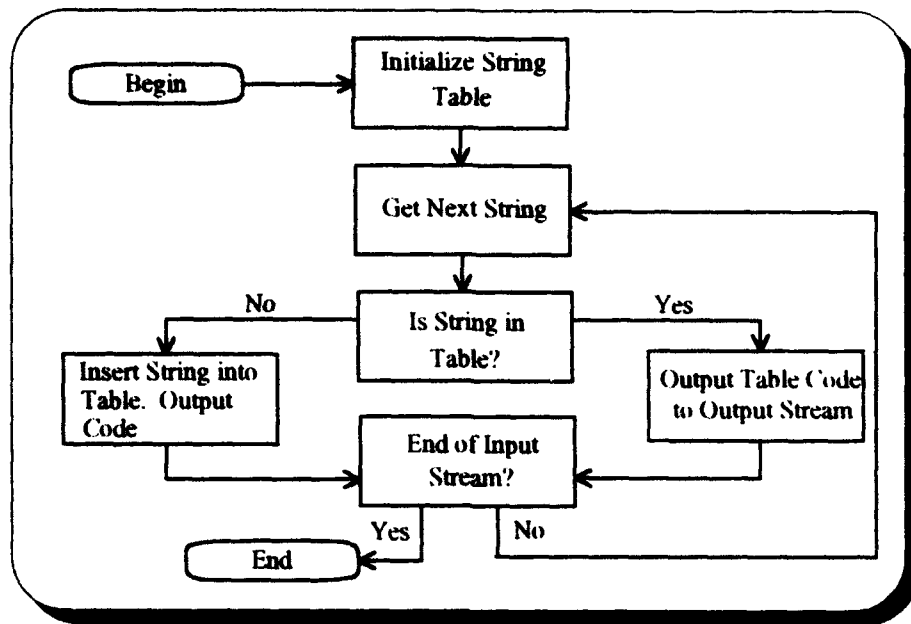 Begin
Initialize String
Table
Get Next String
No
Is String in
Table?
Yes
Insert String into
Table. Output
Code
Output Table Code
to Output Stream
End of Input
Stream?
Yes
No
End